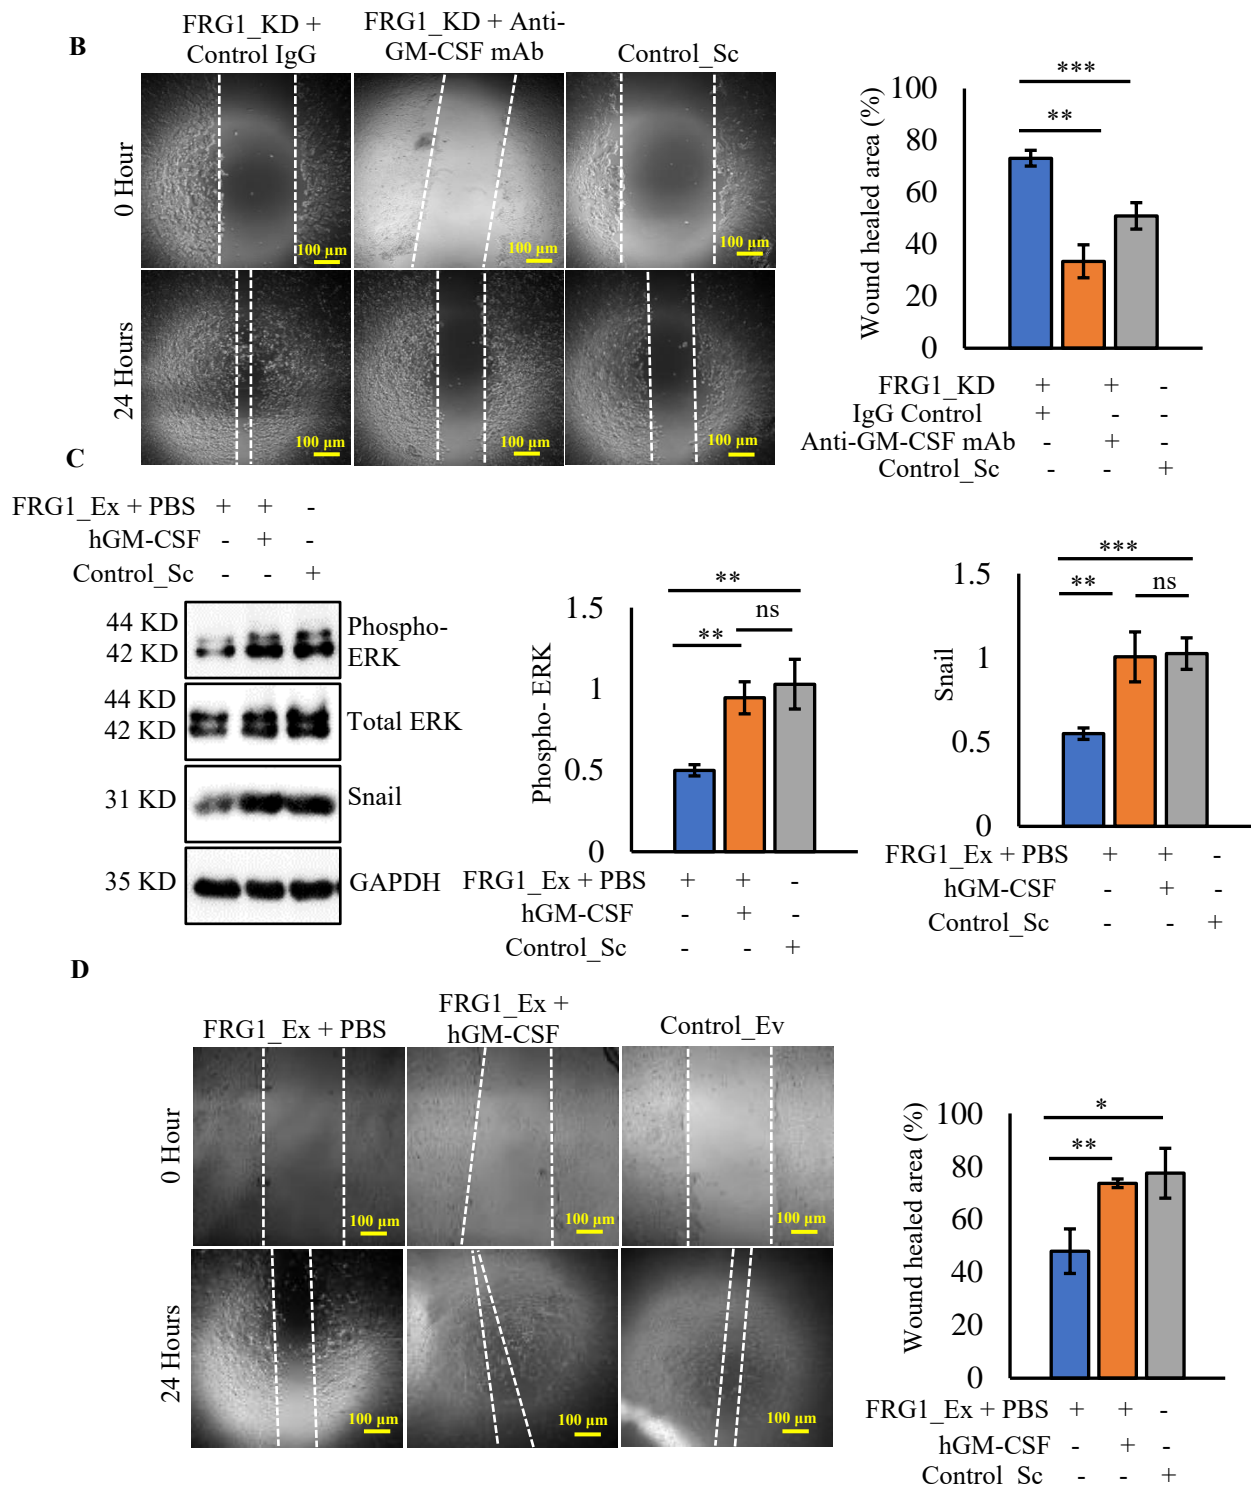 B
FRG1_KD +
Control IgG
FRG1_KD + Anti-
GM-CSF mAb
Control_Sc
0 Hour
24 Hours
100 µm
100 µm
100 µm
100 µm
100 µm
100 µm
Wound healed area (%)
100
80
60
40
20
0
***
**
FRG1_KD + + -
IgG Control + - -
Anti-GM-CSF mAb - + -
Control_Sc - - +
C
FRG1_Ex + PBS + + -
hGM-CSF - + -
Control_Sc - - +
44 KD
42 KD
Phospho-
ERK
44 KD
42 KD
Total ERK
31 KD
Snail
35 KD
GAPDH
Phospho- ERK
1.5
1
0.5
0
**
**
ns
FRG1_Ex + PBS + + -
hGM-CSF - + -
Control_Sc - - +
Snail
1.5
1
0.5
0
***
**
ns
FRG1_Ex + PBS + + -
hGM-CSF - + -
Control_Sc - - +
D
FRG1_Ex + PBS
FRG1_Ex +
hGM-CSF
Control_Ev
0 Hour
24 Hours
100 µm
100 µm
100 µm
100 µm
100 µm
100 µm
Wound healed area (%)
100
80
60
40
20
0
*
**
FRG1_Ex + PBS + + -
hGM-CSF - + -
Control Sc - - +